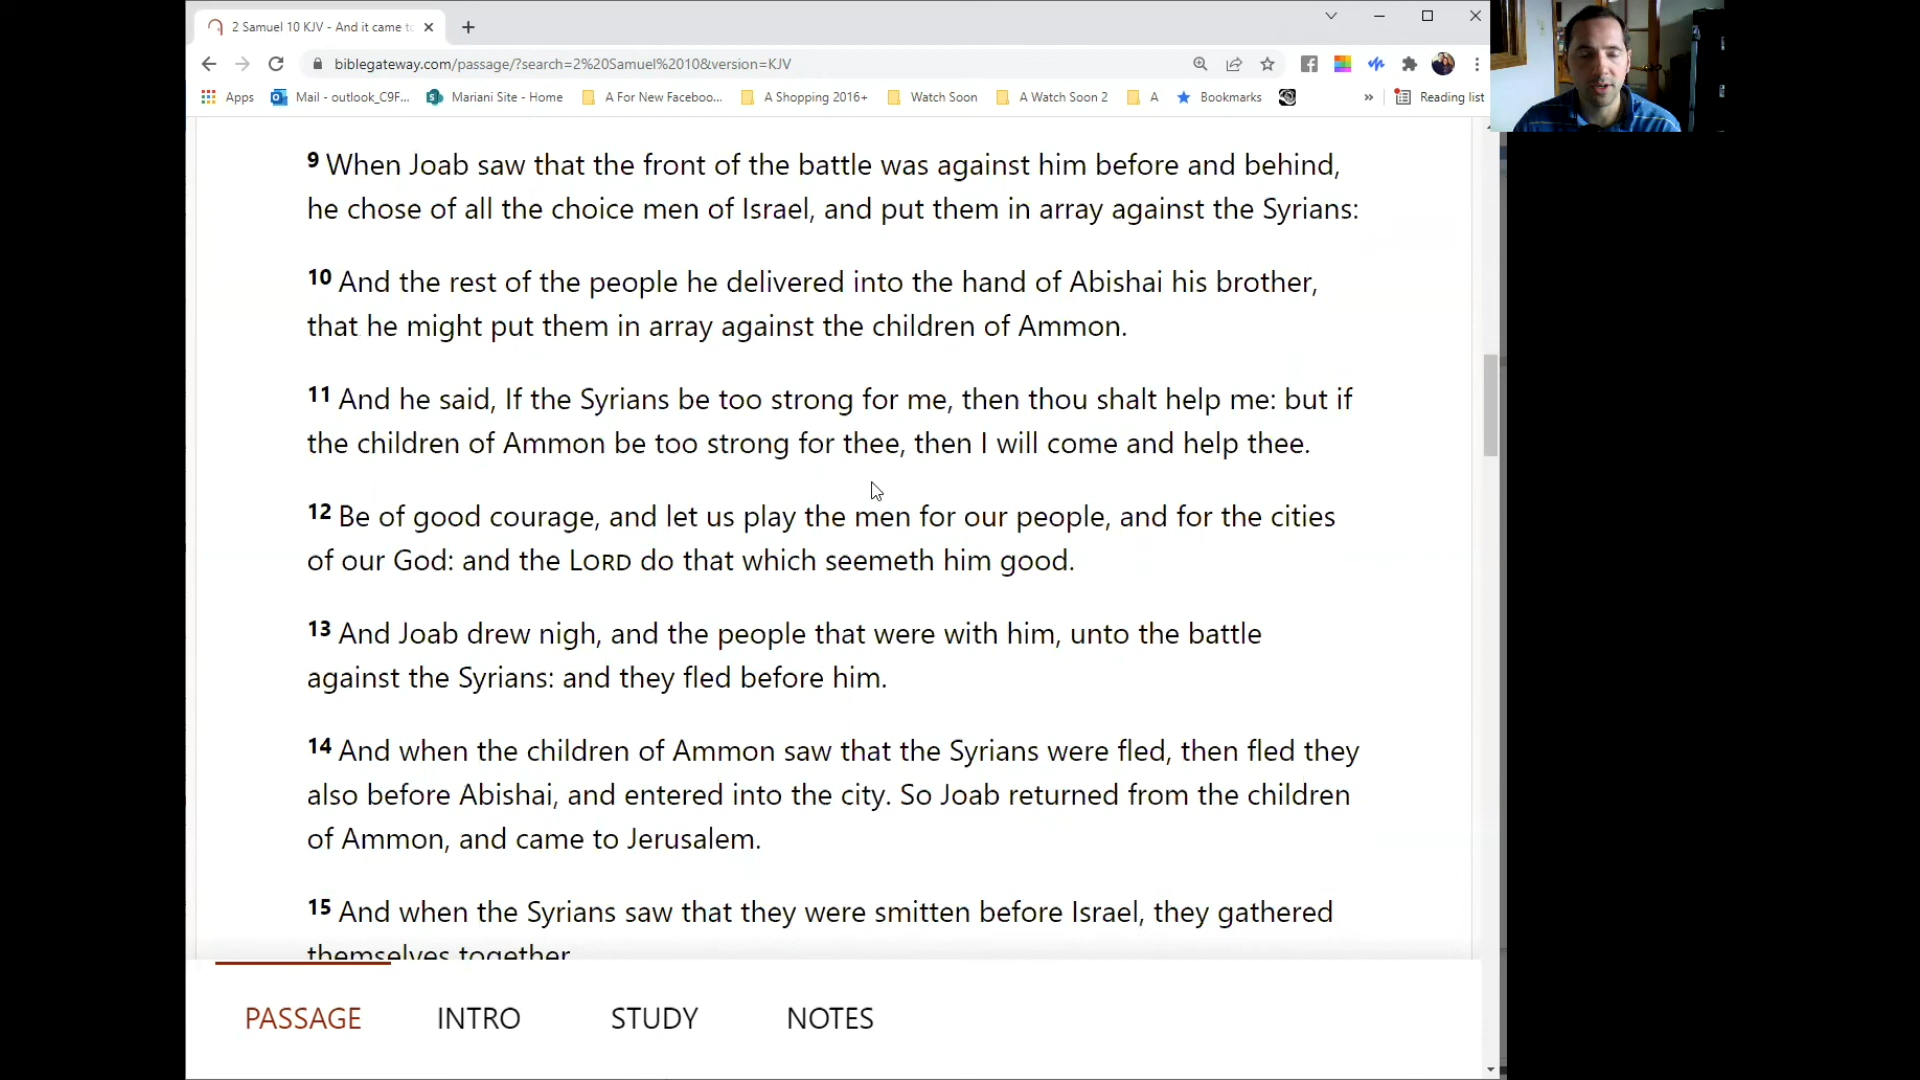 2 Samuel 10 KJV - And it came to
biblegateway.com/passage/?search=2%20Samuel%2010&version=KJV
Apps
Mail - outlook_C9F...
Mariani Site - Home
A For New Faceboo...
A Shopping 2016+
Watch Soon
A Watch Soon 2
A
Bookmarks
»
Reading list
9 When Joab saw that the front of the battle was against him before and behind,
he chose of all the choice men of Israel, and put them in array against the Syrians:
10 And the rest of the people he delivered into the hand of Abishai his brother,
that he might put them in array against the children of Ammon.
11 And he said, If the Syrians be too strong for me, then thou shalt help me: but if
the children of Ammon be too strong for thee, then I will come and help thee.
12 Be of good courage, and let us play the men for our people, and for the cities
of our God: and the LORD do that which seemeth him good.
13 And Joab drew nigh, and the people that were with him, unto the battle
against the Syrians: and they fled before him.
14 And when the children of Ammon saw that the Syrians were fled, then fled they
also before Abishai, and entered into the city. So Joab returned from the children
of Ammon, and came to Jerusalem.
15 And when the Syrians saw that they were smitten before Israel, they gathered
themselves together.
PASSAGE
INTRO
STUDY
NOTES